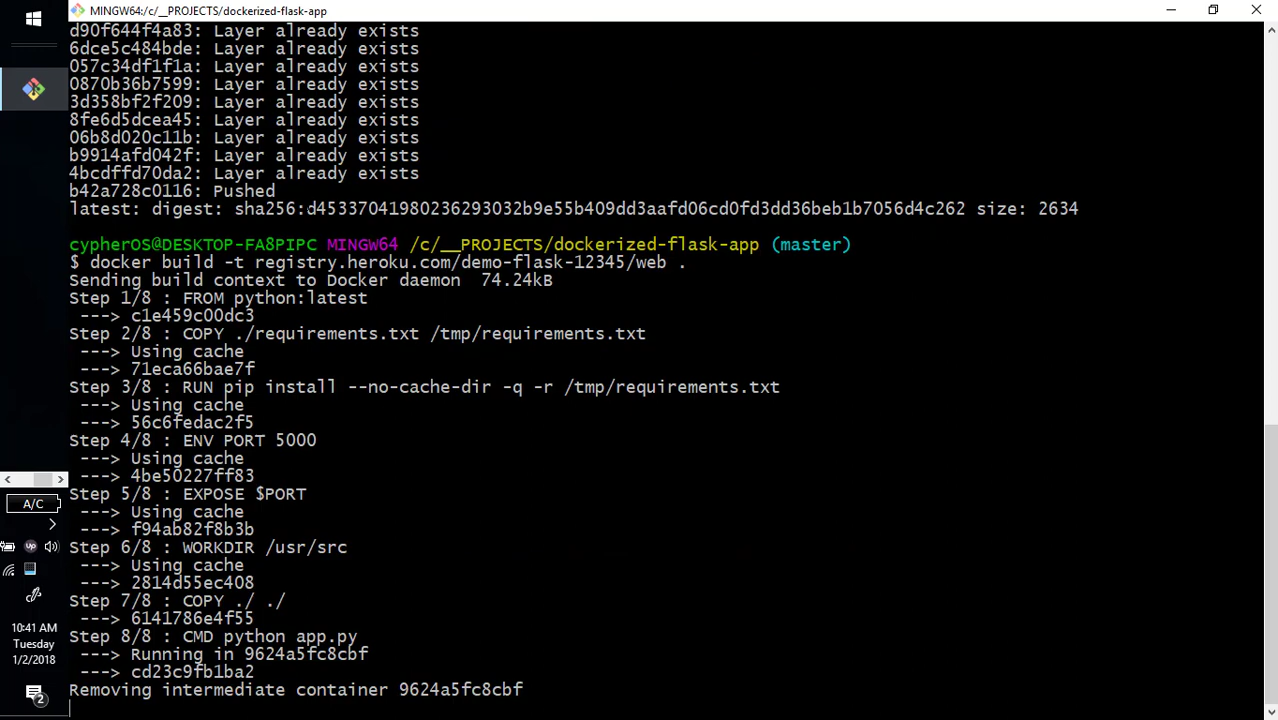 MINGW64:/c/__PROJECTS/dockerized-flask-app
d90f644f4a83: Layer already exists
6dce5c484bde: Layer already exists
057c34df1f1a: Layer already exists
0870b36b7599: Layer already exists
3d358bf2f209: Layer already exists
8fe6d5dcea45: Layer already exists
06b8d020c11b: Layer already exists
b9914afd042f: Layer already exists
4bcdffd70da2: Layer already exists
b42a728c0116: Pushed
latest: digest: sha256:d45337041980236293032b9e55b409dd3aafd06cd0fd3dd36beb1b7056d4c262 size: 2634
cypherOS@DESKTOP-FA8PIPC MINGW64 /c/__PROJECTS/dockerized-flask-app (master)
$ docker build -t registry.heroku.com/demo-flask-12345/web .
Sending build context to Docker daemon  74.24kB
Step 1/8 : FROM python:latest
---> c1e459c00dc3
Step 2/8 : COPY ./requirements.txt /tmp/requirements.txt
---> Using cache
---> 71eca66bae7f
Step 3/8 : RUN pip install --no-cache-dir -q -r /tmp/requirements.txt
---> Using cache
---> 56c6fedac2f5
Step 4/8 : ENV PORT 5000
---> Using cache
---> 4be50227ff83
Step 5/8 : EXPOSE $PORT
---> Using cache
---> f94ab82f8b3b
Step 6/8 : WORKDIR /usr/src
---> Using cache
---> 2814d55ec408
Step 7/8 : COPY ./ ./
---> 6141786e4f55
Step 8/8 : CMD python app.py
---> Running in 9624a5fc8cbf
---> cd23c9fb1ba2
Removing intermediate container 9624a5fc8cbf
A/C
up
10:41 AM
Tuesday
1/2/2018
2